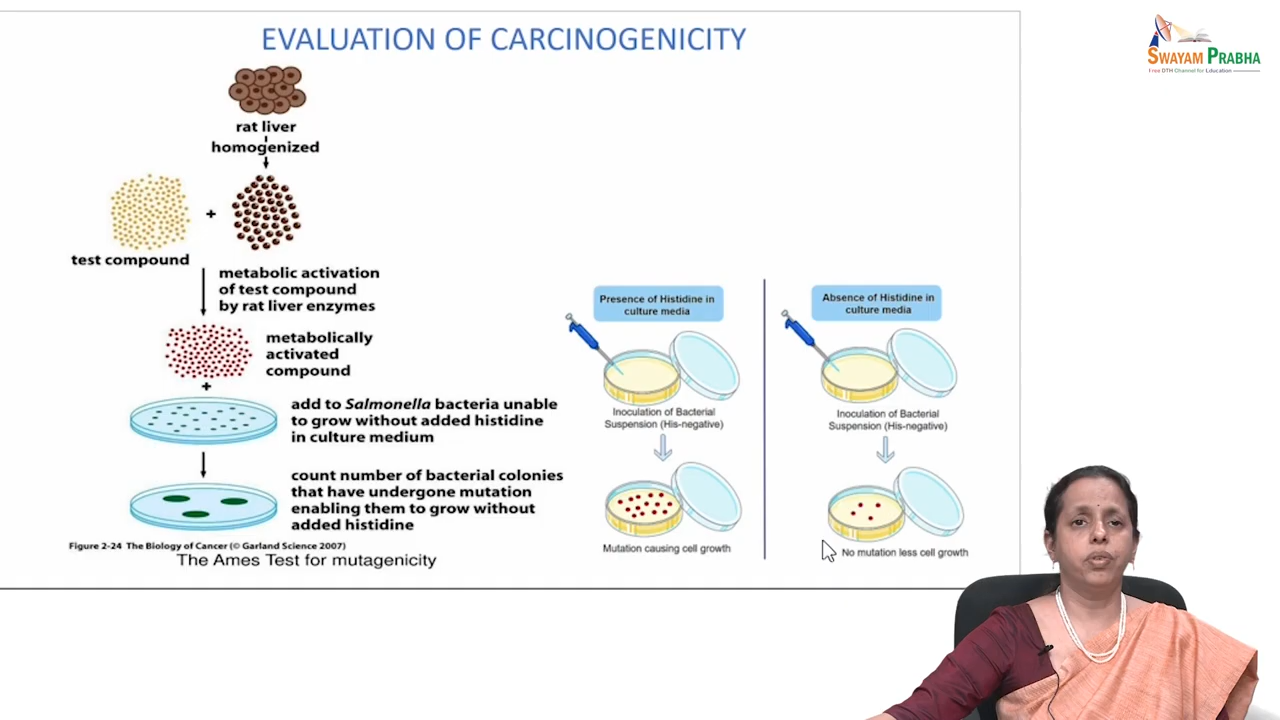 EVALUATION OF CARCINOGENICITY
SWAYAM PRABHA
Free DTH Channel for Education
rat liver
homogenized
+
test compound
metabolic activation
of test compound
by rat liver enzymes
metabolically
activated
compound
+
add to Salmonella bacteria unable
to grow without added histidine
in culture medium
count number of bacterial colonies
that have undergone mutation
enabling them to grow without
added histidine
Figure 2-24 The Biology of Cancer (© Garland Science 2007)
The Ames Test for mutagenicity
Presence of Histidine in
culture media
Inoculation of Bacterial
Suspension (His-negative)
Mutation causing cell growth
Absence of Histidine in
culture media
Inoculation of Bacterial
Suspension (His-negative)
No mutation less cell growth